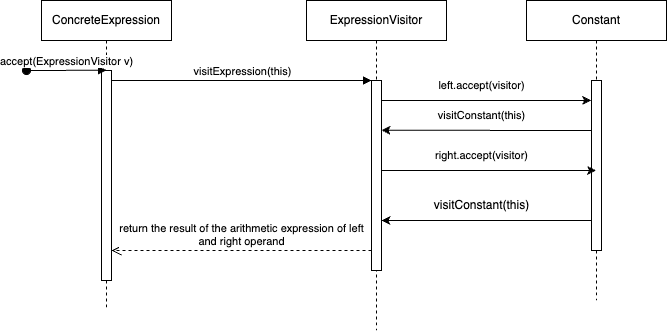 ConcreteExpression
ExpressionVisitor
Constant
accept(ExpressionVisitor v)
visitExpression(this)
left.accept(visitor)
visitConstant(this)
right.accept(visitor)
visitConstant(this)
return the result of the arithmetic expression of left
and right operand